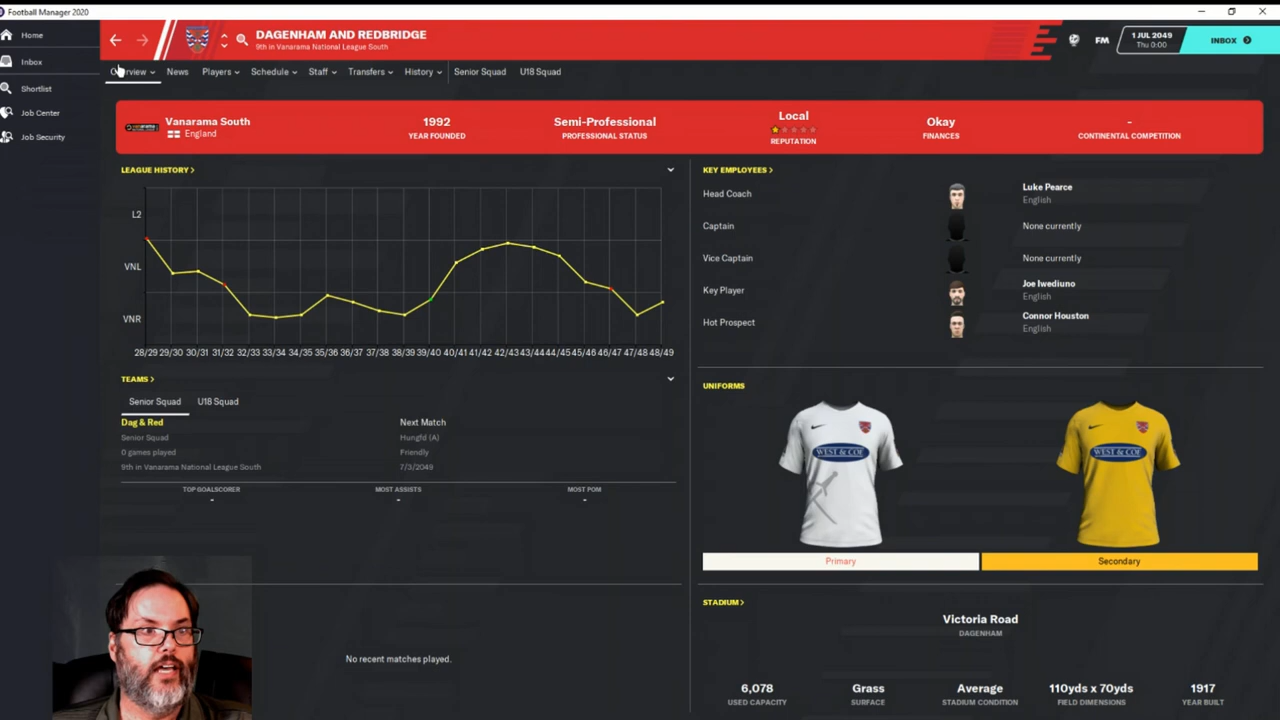 Football Manager 2020
Home
Inbox
Shortlist
Job Center
Job Security
DAGENHAM AND REDBRIDGE
9th in Vanarama National League South
FM
1 JUL 2049
Thu 0:00
INBOX
Overview
News
Players
Schedule
Staff
Transfers
History
Senior Squad
U18 Squad
Vanarama South
England
1992
YEAR FOUNDED
Semi-Professional
PROFESSIONAL STATUS
Local
REPUTATION
Okay
FINANCES
-
CONTINENTAL COMPETITION
LEAGUE HISTORY >
L2
VNL
VNR
28/29 29/30 30/31 31/32 32/33 33/34 34/35 35/36 36/37 37/38 38/39 39/40 40/41 41/42 42/43 43/44 44/45 45/46 46/47 47/48 48/49
TEAMS >
Senior Squad
U18 Squad
Dag & Red
Senior Squad
0 games played
9th in Vanarama National League South
Next Match
Hungfd (A)
Friendly
7/3/2049
TOP GOALSCORER
-
MOST ASSISTS
-
MOST POM
-
No recent matches played.
KEY EMPLOYEES >
Head Coach
Luke Pearce
English
Captain
None currently
Vice Captain
None currently
Key Player
Joe Iwediuno
English
Hot Prospect
Connor Houston
English
UNIFORMS
WEST & COE
WEST & COE
Primary
Secondary
STADIUM >
Victoria Road
DAGENHAM
6,078
USED CAPACITY
Grass
SURFACE
Average
STADIUM CONDITION
110yds x 70yds
FIELD DIMENSIONS
1917
YEAR BUILT